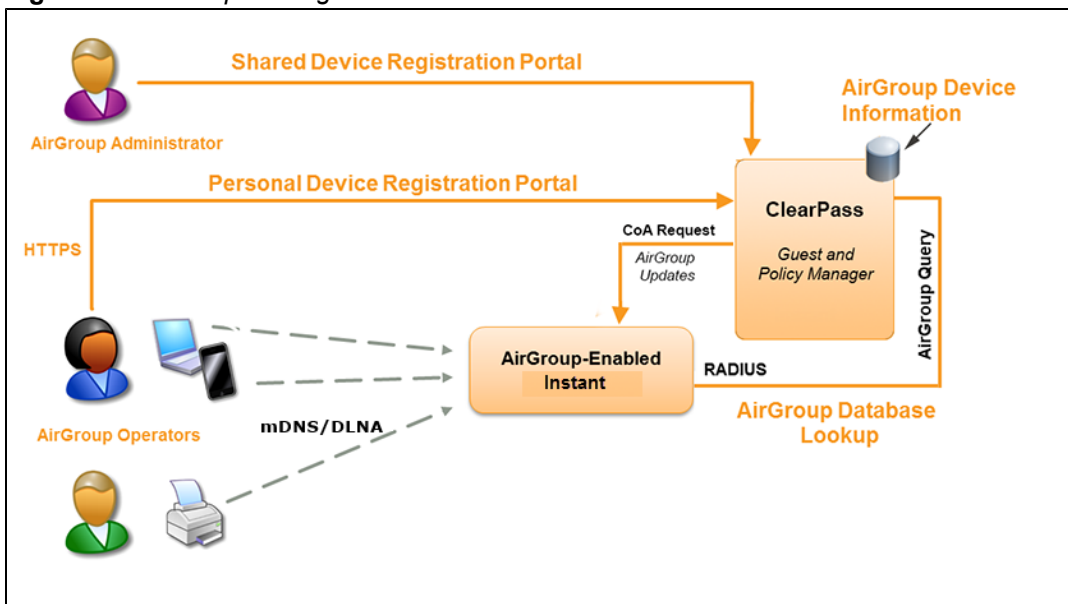 Shared Device Registration Portal
AirGroup Device
Information
AirGroup Administrator
Personal Device Registration Portal
ClearPass
CoA Request
HTTPS
AirGroup
Updates
Guest and
Policy Manager
AirGroup Query
AirGroup-Enabled
Instant
RADIUS
AirGroup Database
Lookup
mDNS/DLNA
AirGroup Operators